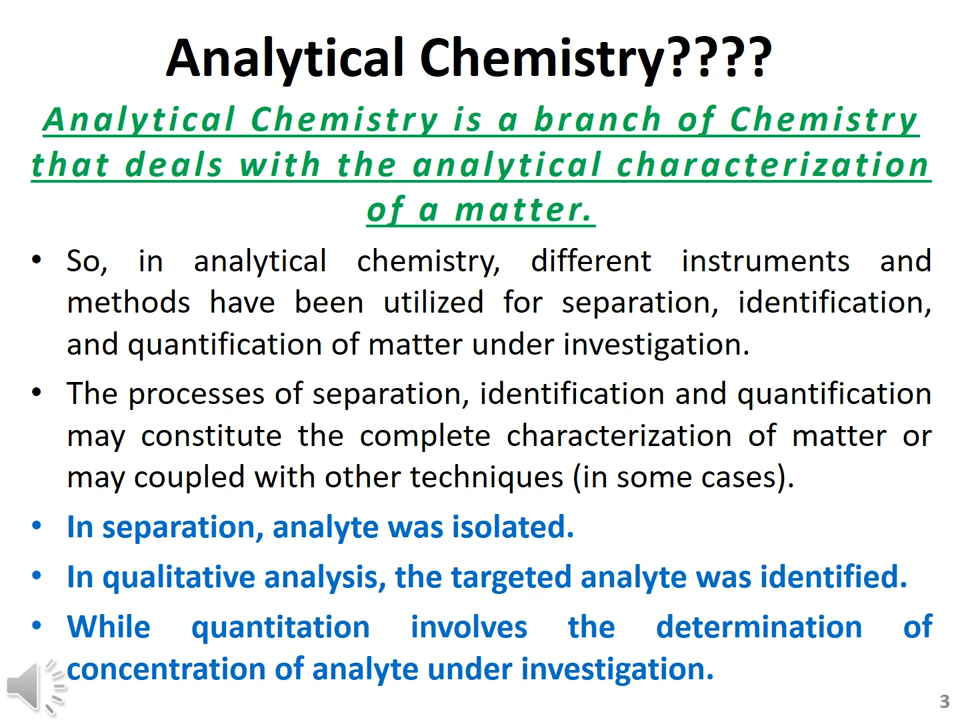 Analytical Chemistry????
Analytical Chemistry is a branch of Chemistry
that deals with the analytical characterization
of a matter.
• So, in analytical chemistry, different instruments and
methods have been utilized for separation, identification,
and quantification of matter under investigation.
• The processes of separation, identification and quantification
may constitute the complete characterization of matter or
may coupled with other techniques (in some cases).
• In separation, analyte was isolated.
• In qualitative analysis, the targeted analyte was identified.
• While quantitation involves the determination of
concentration of analyte under investigation.
3